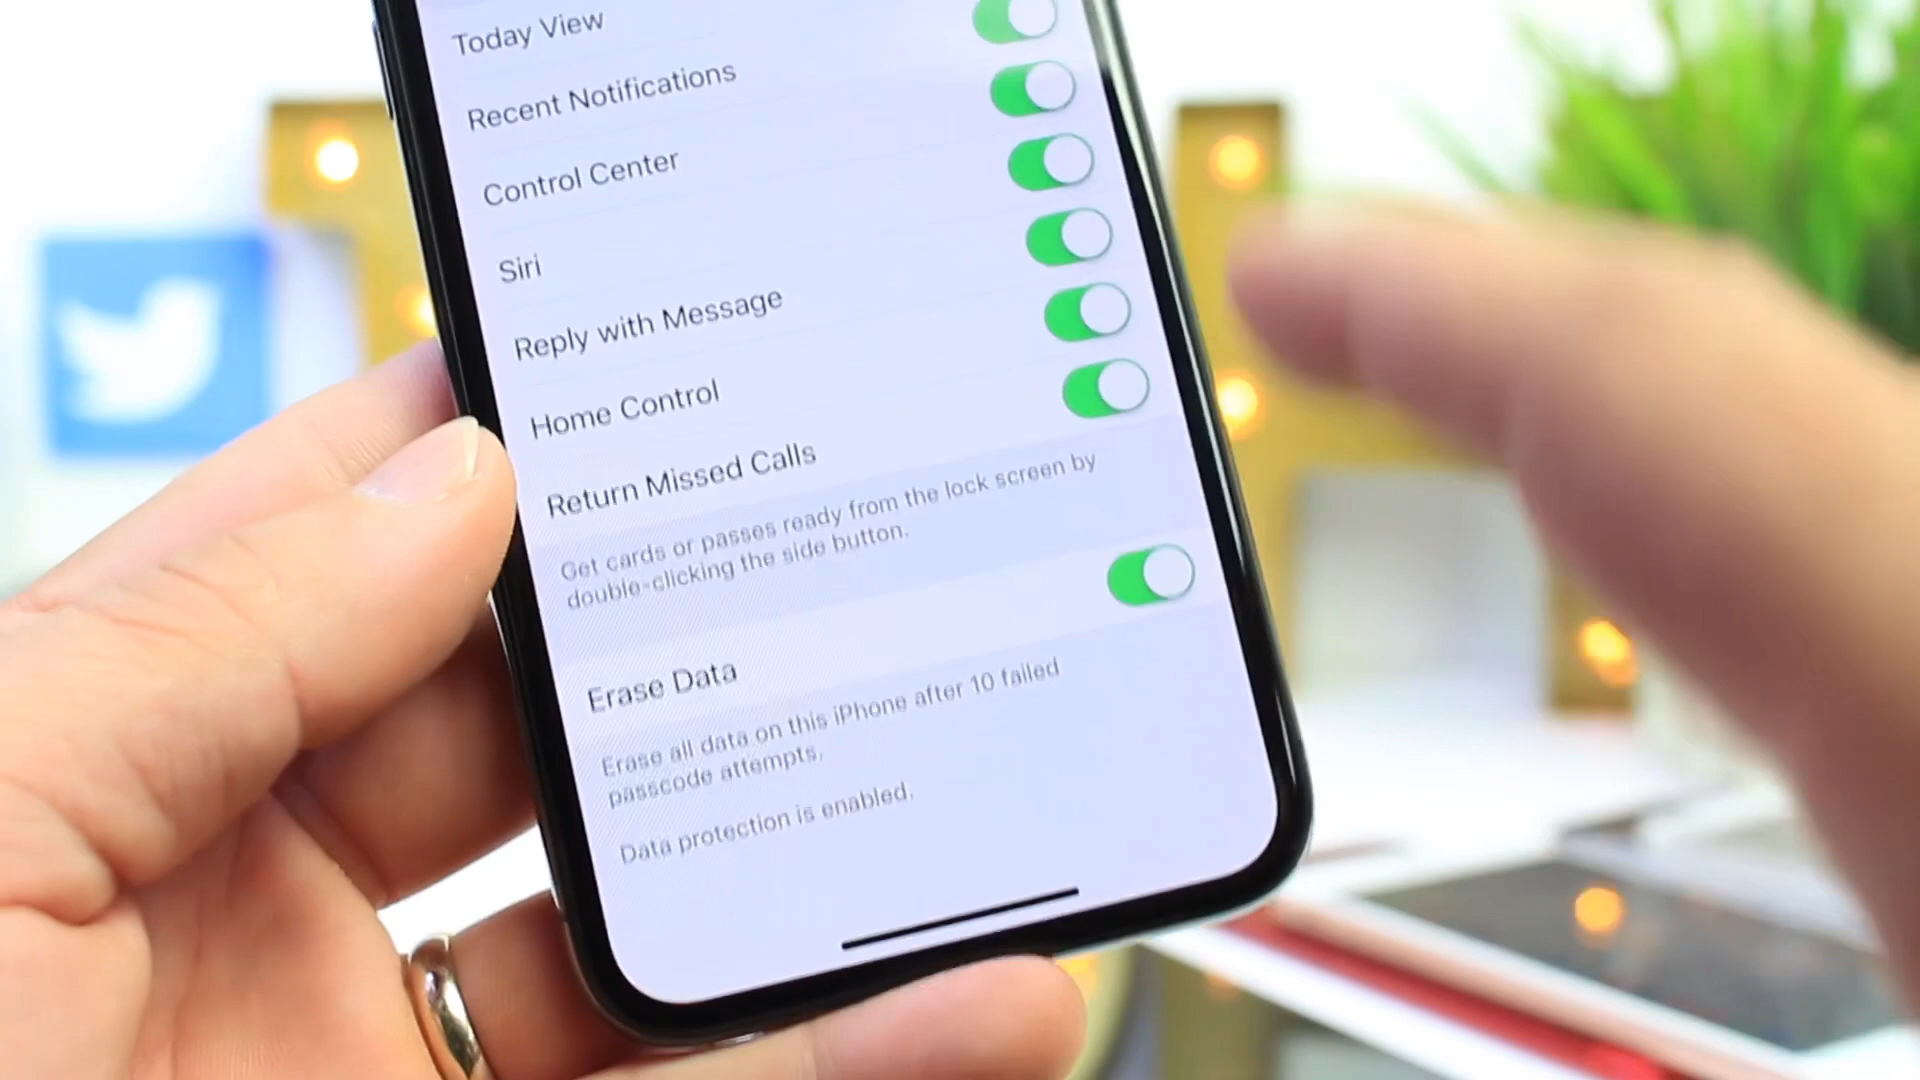 Today View
Recent Notifications
Control Center
Siri
Reply with Message
Home Control
Return Missed Calls
Get cards or passes ready from the lock screen by
double-clicking the side button.
Erase Data
Erase all data on this iPhone after 10 failed
passcode attempts.
Data protection is enabled.